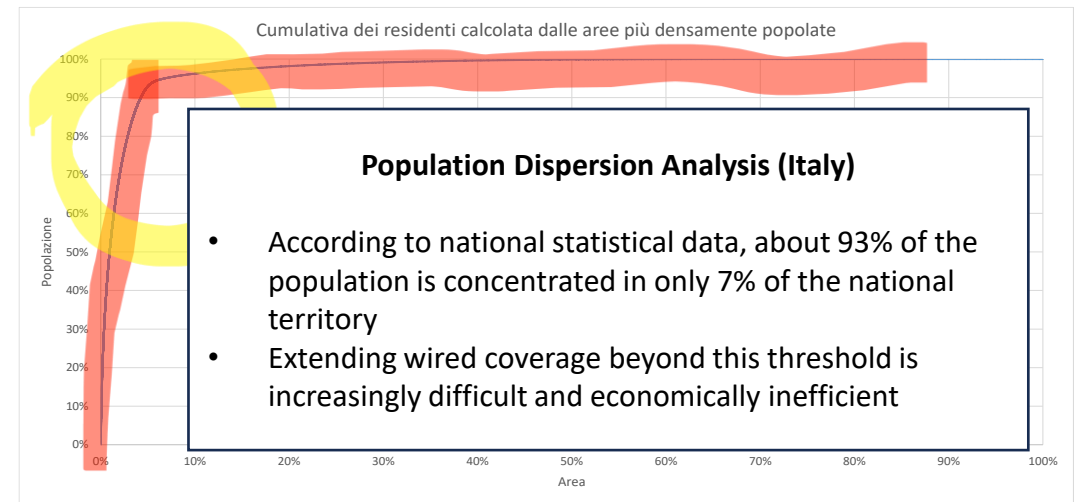 Cumulativa dei residenti calcolata dalle aree più densamente popolate
100%
90%
80%
70%
60%
50%
40%
30%
20%
10%
0%
Popolazione
Population Dispersion Analysis (Italy)
• According to national statistical data, about 93% of the
population is concentrated in only 7% of the national
territory
• Extending wired coverage beyond this threshold is
increasingly difficult and economically inefficient
0% 10% 20% 30% 40% 50% 60% 70% 80% 90% 100%
Area